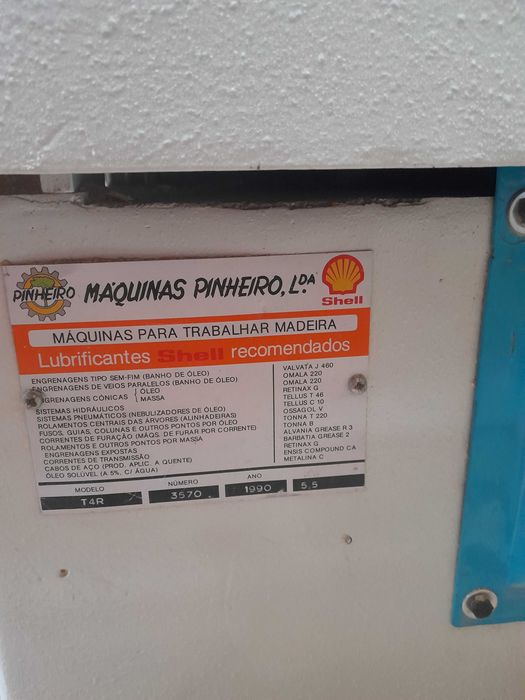 PINHEIRO
MÁQUINAS PINHEIRO, L.DA
Shell
MÁQUINAS PARA TRABALHAR MADEIRA
Lubrificantes Shell recomendados
ENGRENAGENS TIPO SEM-FIM (BANHO DE ÓLEO) VALVATA J 460
ENGRENAGENS DE VEIOS PARALELOS (BANHO DE ÓLEO) OMALA 220
ENGRENAGENS CÓNICAS { ÓLEO OMALA 220
MASSA RETINAX G
SISTEMAS HIDRÁULICOS TELLUS T 46
SISTEMAS PNEUMÁTICOS (NEBULIZADORES DE ÓLEO) TELLUS C 10
ROLAMENTOS CENTRAIS DAS ÁRVORES (ALINHADEIRAS) OSSAGOL V
FUSOS, GUIAS, COLUNAS E OUTROS PONTOS POR ÓLEO TONNA T 220
CORRENTES DE FURAÇÃO (MÁQS. DE FURAR POR CORRENTE) TONNA B
ROLAMENTOS E OUTROS PONTOS POR MASSA ALVANIA GREASE R 3
ENGRENAGENS EXPOSTAS BARBATIA GREASE 2
CORRENTES DE TRANSMISSÃO RETINAX G
CABOS DE AÇO (PROD. APLIC. A QUENTE) ENSIS COMPOUND CA
ÓLEO SOLÚVEL (A 5%. C/ ÁGUA) METALINA C
MODELO NÚMERO ANO
T4R 3570 1990 5.5